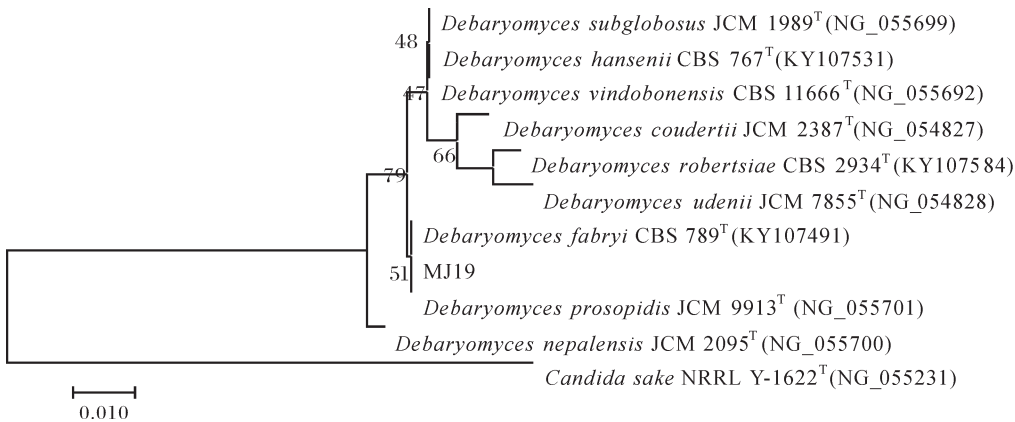 Debaryomyces subglobosus JCM 1989T(NG_055699)
48
Debaryomyces hansenii CBS 767T(KY107531)
47
Debaryomyces vindobonensis CBS 11666T(NG_055692)
Debaryomyces coudertii JCM 2387T(NG_054827)
66
Debaryomyces robertsiae CBS 2934T(KY107584)
79
Debaryomyces udenii JCM 7855T(NG_054828)
Debaryomyces fabryi CBS 789T(KY107491)
51
MJ19
Debaryomyces prosopidis JCM 9913T (NG_055701)
Debaryomyces nepalensis JCM 2095T(NG_055700)
Candida sake NRRL Y-1622T(NG_055231)
0.010